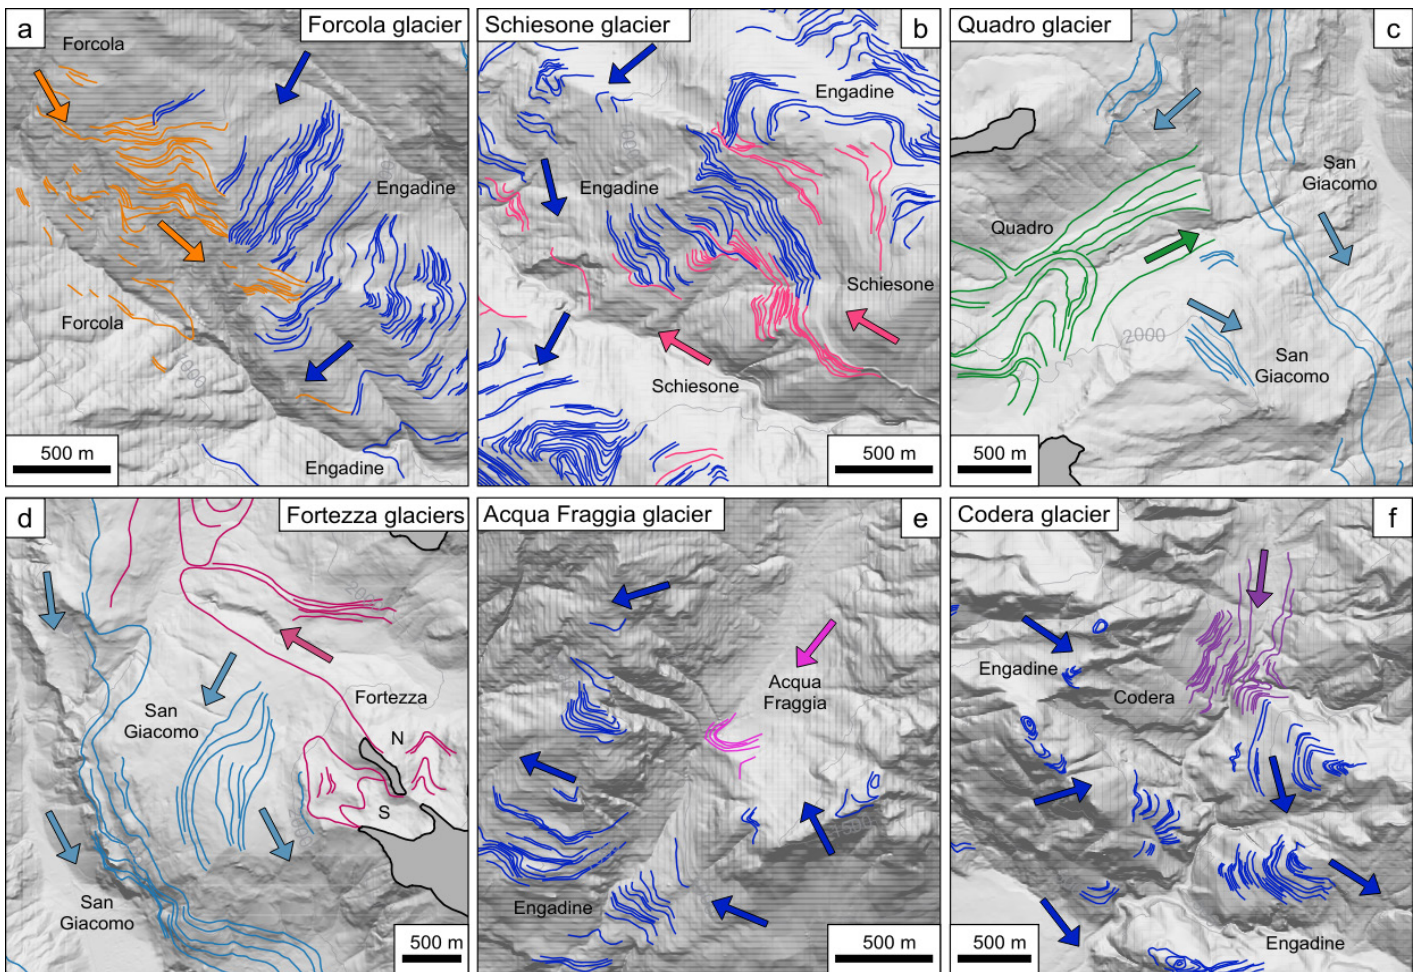 a
Forcola glacier
Forcola
Engadine
Forcola
Engadine
500 m
Schiesone glacier
b
Engadine
Engadine
Schiesone
Schiesone
500 m
Quadro glacier
c
San
Giacomo
Quadro
2000
San
Giacomo
500 m
d
Fortezza glaciers
Fortezza
San
Giacomo
N
S
San
Giacomo
500 m
Acqua Fraggia glacier
e
Acqua
Fraggia
Engadine
500 m
Codera glacier
f
Engadine
Codera
Engadine
500 m